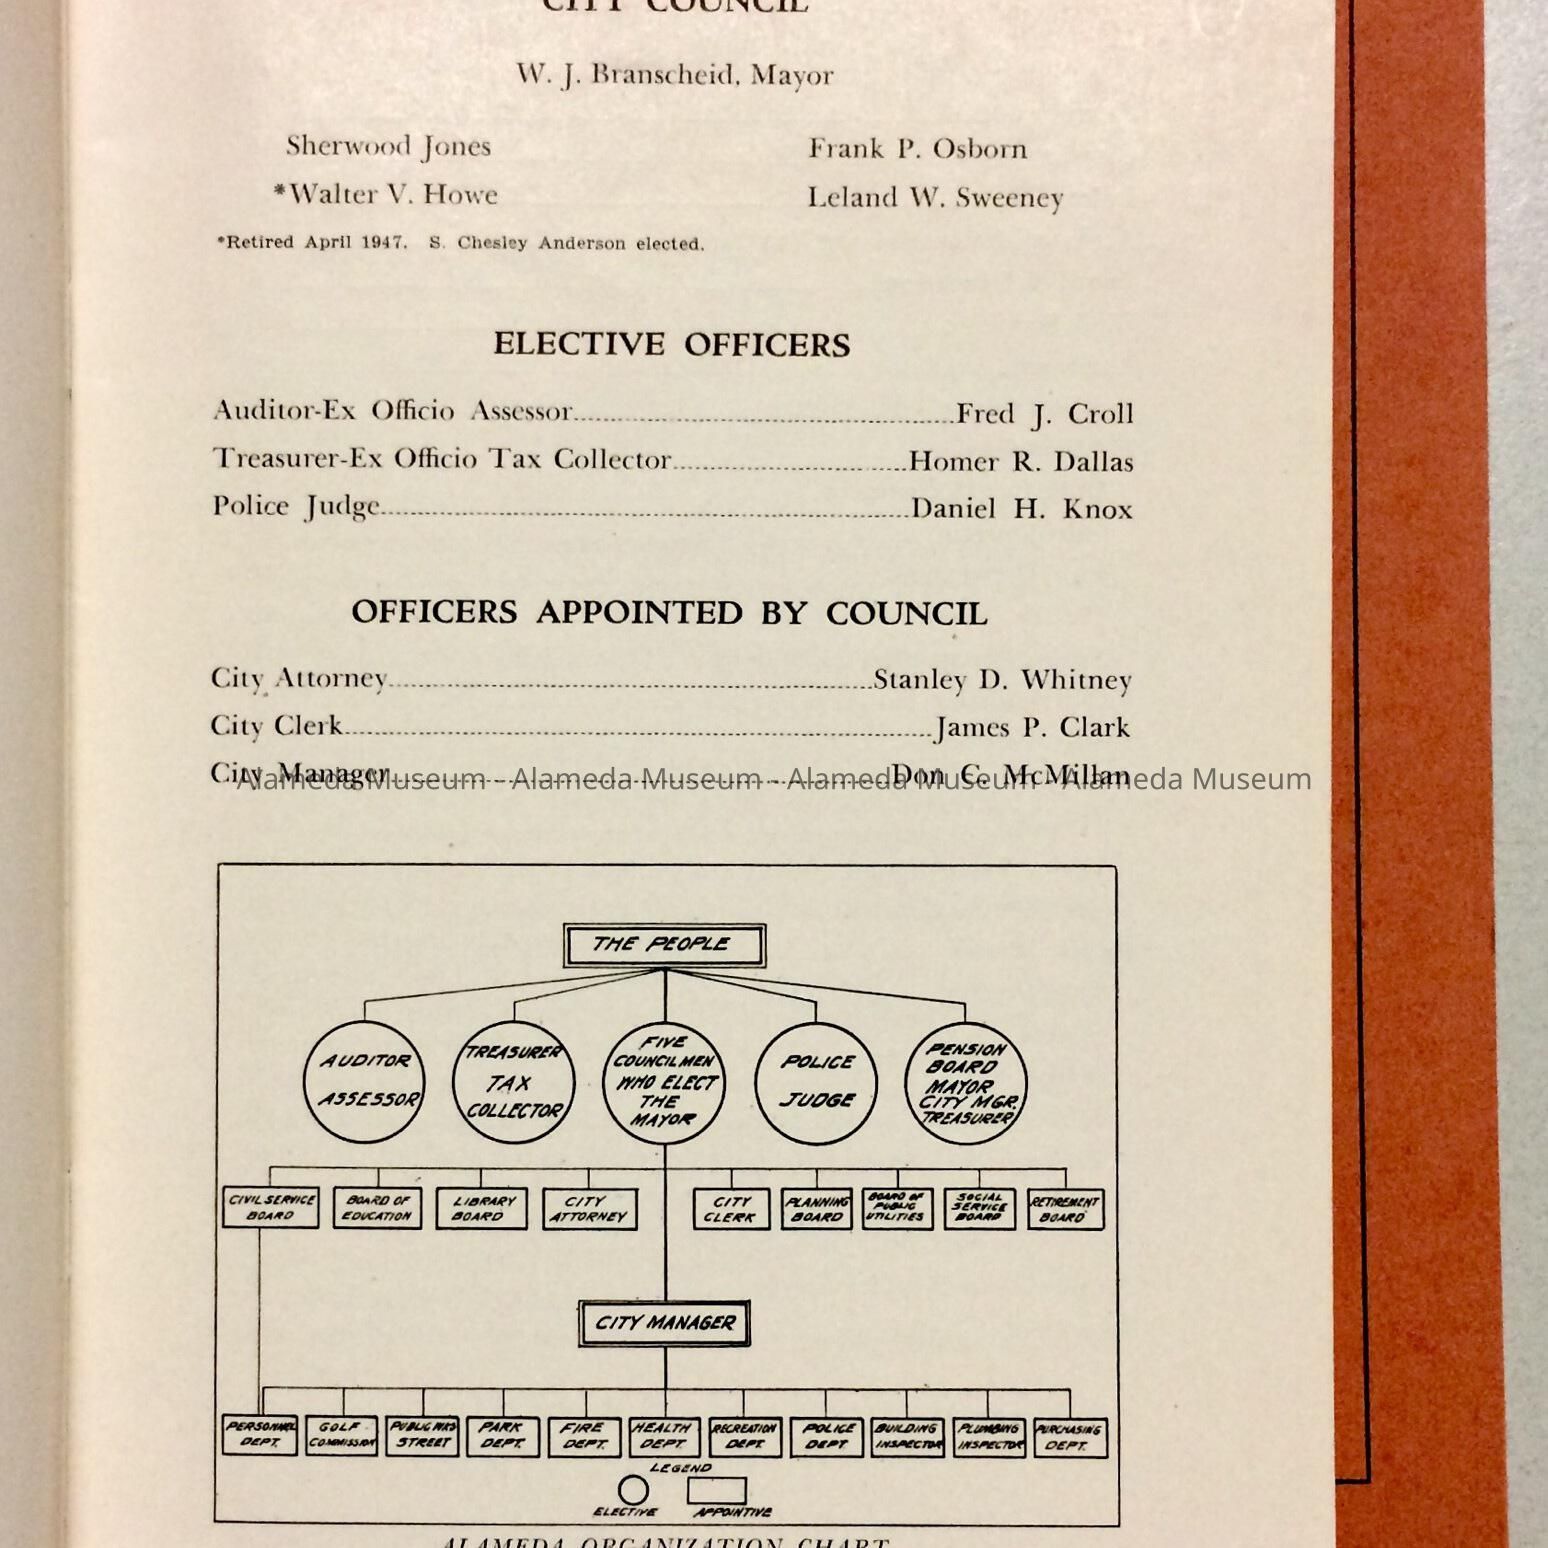 CITY COUNCIL
W. J. Branscheid, Mayor
Sherwood Jones Frank P. Osborn
*Walter V. Howe Leland W. Sweeney
*Retired April 1947. S. Chesley Anderson elected.
ELECTIVE OFFICERS
Auditor-Ex Officio Assessor Fred J. Croll
Treasurer-Ex Officio Tax Collector Homer R. Dallas
Police Judge Daniel H. Knox
OFFICERS APPOINTED BY COUNCIL
City Attorney Stanley D. Whitney
City Clerk James P. Clark
City Manager Don C. McMillan
Alameda Museum - Alameda Museum - Alameda Museum - Alameda Museum
THE PEOPLE
AUDITOR
ASSESSOR
TREASURER
TAX
COLLECTOR
FIVE
COUNCILMEN
WHO ELECT
THE
MAYOR
POLICE
JUDGE
PENSION
BOARD
MAYOR
CITY MGR.
TREASURER
CIVIL SERVICE
BOARD
BOARD OF
EDUCATION
LIBRARY
BOARD
CITY
ATTORNEY
CITY
CLERK
PLANNING
BOARD
BOARD OF
PUBLIC
UTILITIES
SOCIAL
SERVICE
BOARD
RETIREMENT
BOARD
CITY MANAGER
PERSONNEL
DEPT.
GOLF
COMMISSION
PUBLIC WKS
STREET
PARK
DEPT.
FIRE
DEPT.
HEALTH
DEPT.
RECREATION
DEPT.
POLICE
DEPT
BUILDING
INSPECTOR
PLUMBING
INSPECTOR
PURCHASING
DEPT.
LEGEND
ELECTIVE APPOINTIVE
ALAMEDA ORGANIZATION CHART